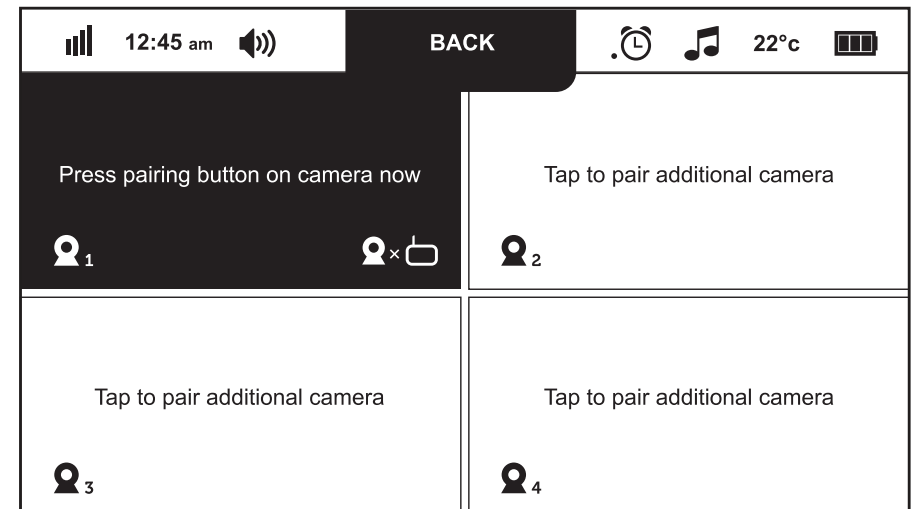 12:45 am BACK 22°c
Press pairing button on camera now
Tap to pair additional camera
1
2
Tap to pair additional camera
Tap to pair additional camera
3
4